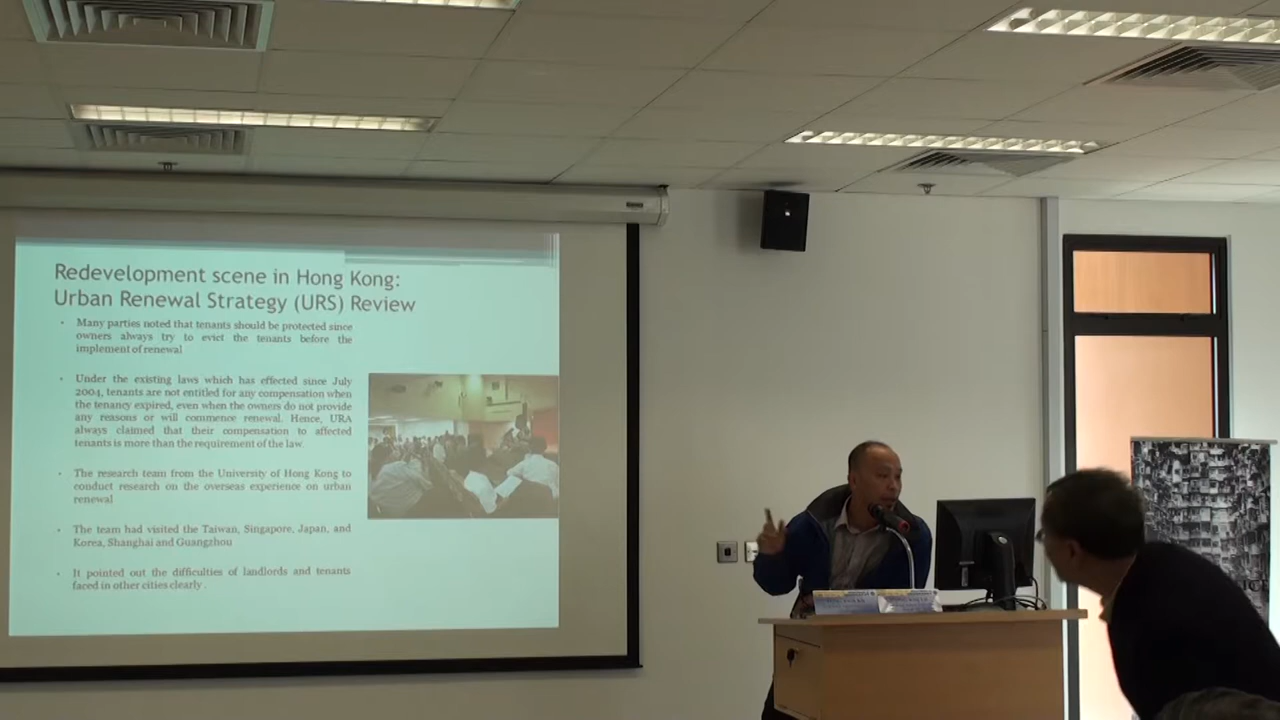 Redevelopment scene in Hong Kong:
Urban Renewal Strategy (URS) Review
• Many parties noted that tenants should be protected since
owners always try to evict the tenants before the
implement of renewal
• Under the existing laws which has effected since July
2004, tenants are not entitled for any compensation when
the tenancy expired, even when the owners do not provide
any reasons or will commence renewal. Hence, URA
always claimed that their compensation to affected
tenants is more than the requirement of the law.
• The research team from the University of Hong Kong to
conduct research on the overseas experience on urban
renewal
• The team had visited the Taiwan, Singapore, Japan, and
Korea, Shanghai and Guangzhou
• It pointed out the difficulties of landlords and tenants
faced in other cities clearly .